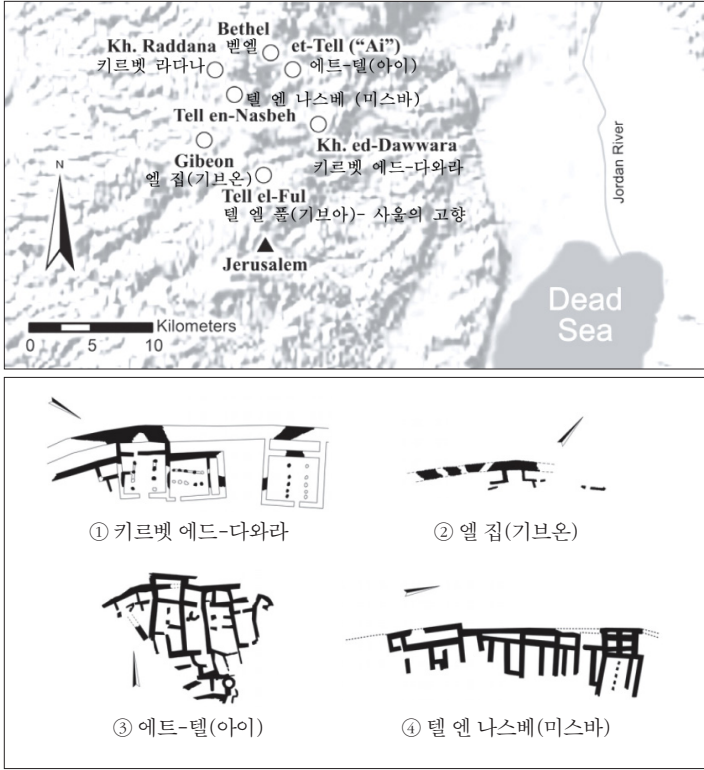 Bethel
벧엘
Kh. Raddana
키르벳 라다나
et-Tell ("Ai")
에트-텔(아이)
텔 엔 나스베 (미스바)
Tell en-Nasbeh
Kh. ed-Dawwara
키르벳 에드-다와라
Gibeon
엘 집(기브온)
Tell el-Ful
텔 엘 풀(기브아)- 사울의 고향
Jerusalem
Jordan River
Dead
Sea
N
Kilometers
0 5 10
① 키르벳 에드-다와라
② 엘 집(기브온)
③ 에트-텔(아이)
④ 텔 엔 나스베(미스바)